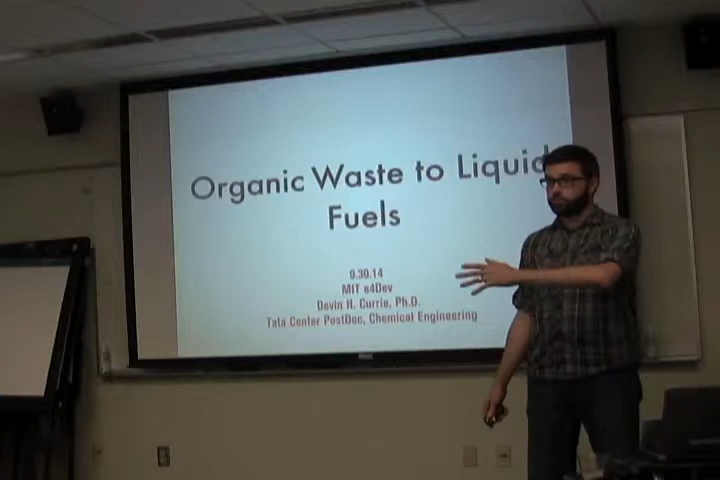 Organic Waste to Liquid
Fuels
9.30.14
MIT e4Dev
Devin H. Currie, Ph.D.
Tata Center PostDoc, Chemical Engineering